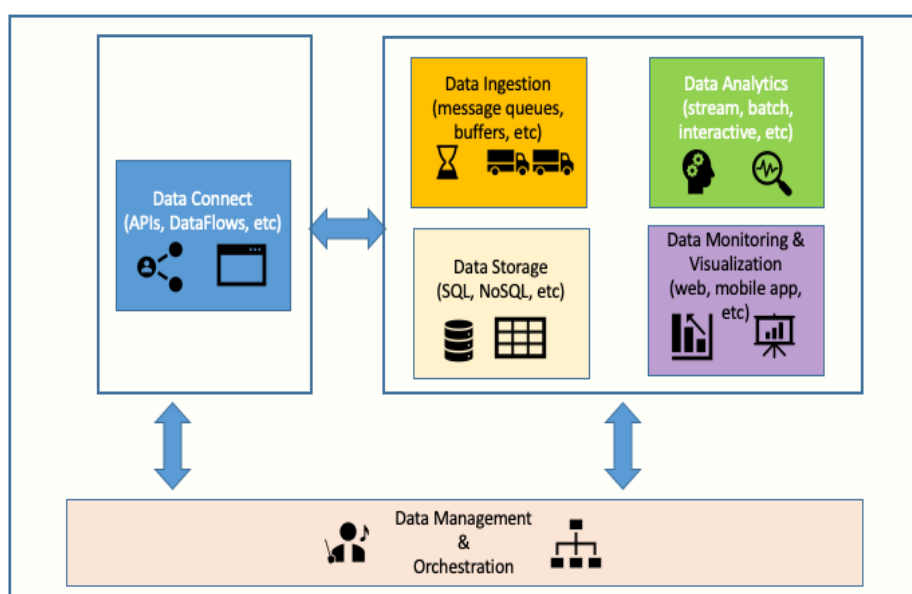 Data Connect
(APIs, DataFlows, etc)
Data Ingestion
(message queues,
buffers, etc)
Data Analytics
(stream, batch,
interactive, etc)
Data Storage
(SQL, NoSQL, etc)
Data Monitoring &
Visualization
(web, mobile app,
etc)
Data Management
&
Orchestration